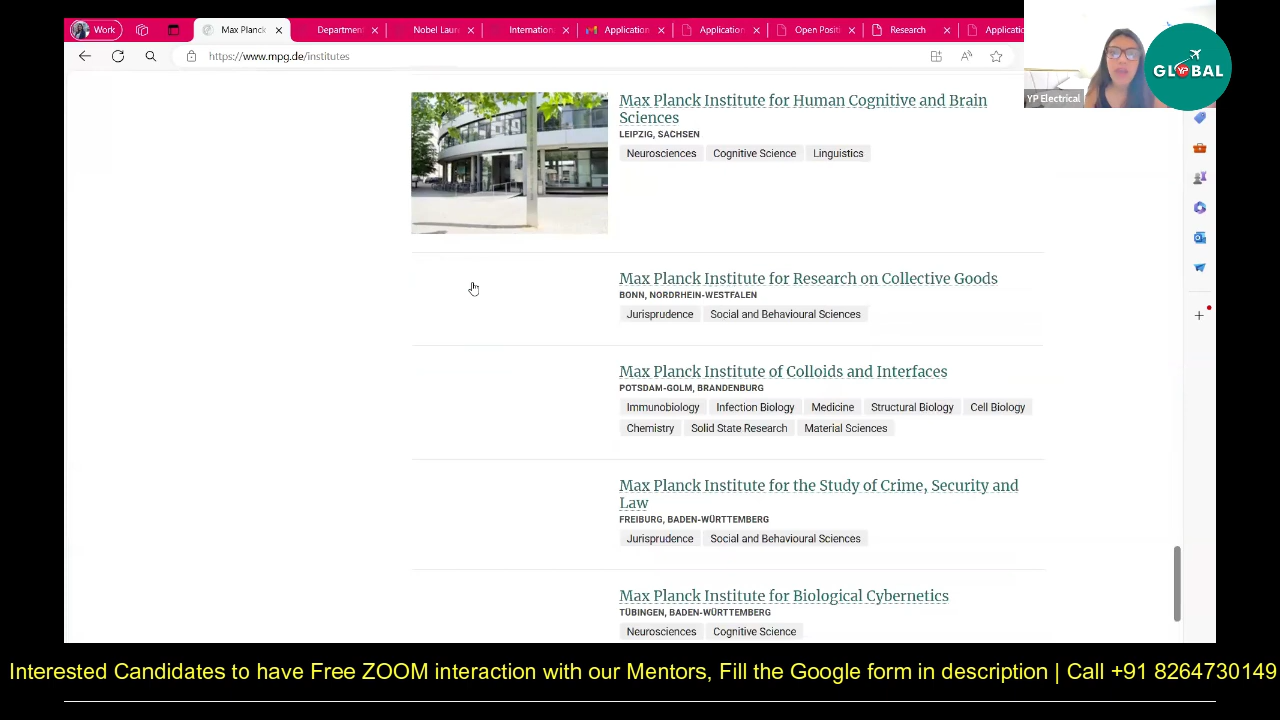 Work
Max Planck
Department
Nobel Laure
Internation
Application
Application
Open Positi
Research
Applicatio
https://www.mpg.de/institutes
YP Electrical
GLOBAL
YP
Max Planck Institute for Human Cognitive and Brain
Sciences
LEIPZIG, SACHSEN
Neurosciences Cognitive Science Linguistics
Max Planck Institute for Research on Collective Goods
BONN, NORDRHEIN-WESTFALEN
Jurisprudence Social and Behavioural Sciences
Max Planck Institute of Colloids and Interfaces
POTSDAM-GOLM, BRANDENBURG
Immunobiology Infection Biology Medicine Structural Biology Cell Biology
Chemistry Solid State Research Material Sciences
Max Planck Institute for the Study of Crime, Security and
Law
FREIBURG, BADEN-WÜRTTEMBERG
Jurisprudence Social and Behavioural Sciences
Max Planck Institute for Biological Cybernetics
TÜBINGEN, BADEN-WÜRTTEMBERG
Neurosciences Cognitive Science
Interested Candidates to have Free ZOOM interaction with our Mentors, Fill the Google form in description | Call +91 8264730149